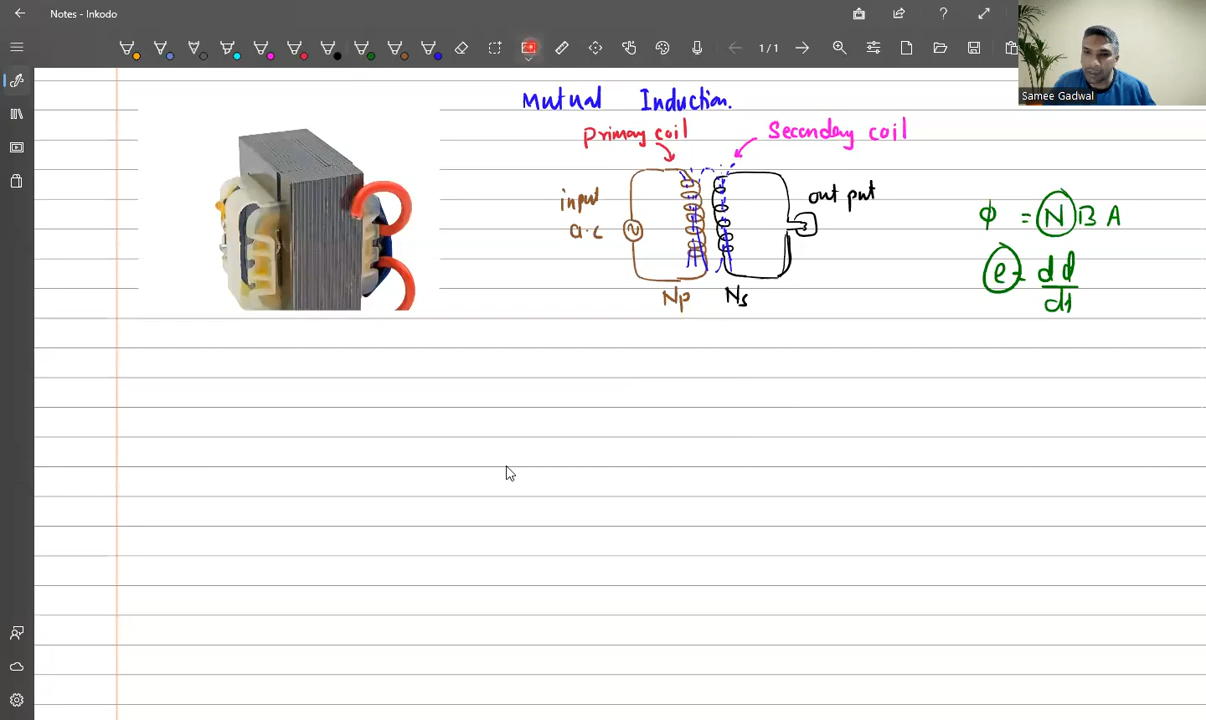 Notes - Inkodo
1 / 1
Samee Gadwal
Mutual Induction.
primary coil
Secondary coil
input
a.c
out put
Np
Ns
Φ = N B A
e = dΦ
dt